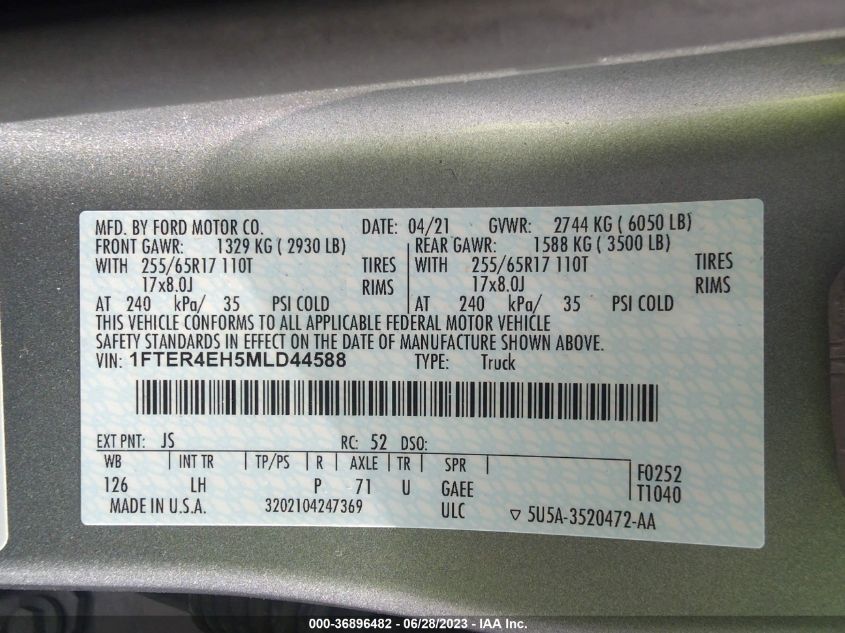 MFD. BY FORD MOTOR CO. DATE: 04/21 GVWR: 2744 KG ( 6050 LB)
FRONT GAWR: 1329 KG ( 2930 LB) REAR GAWR: 1588 KG ( 3500 LB)
WITH 255/65R17 110T TIRES WITH 255/65R17 110T TIRES
17x8.0J RIMS 17x8.0J RIMS
AT 240 kPa/ 35 PSI COLD AT 240 kPa/ 35 PSI COLD
THIS VEHICLE CONFORMS TO ALL APPLICABLE FEDERAL MOTOR VEHICLE
SAFETY STANDARDS IN EFFECT ON THE DATE OF MANUFACTURE SHOWN ABOVE.
VIN: 1FTER4EH5MLD44588 TYPE: Truck
EXT PNT: JS RC: 52 DSO:
WB INT TR TP/PS R AXLE TR SPR F0252
126 LH P 71 U GAEE T1040
MADE IN U.S.A. 3202104247369 ULC ▽ 5U5A-3520472-AA
000-36896482 - 06/28/2023 - IAA Inc.